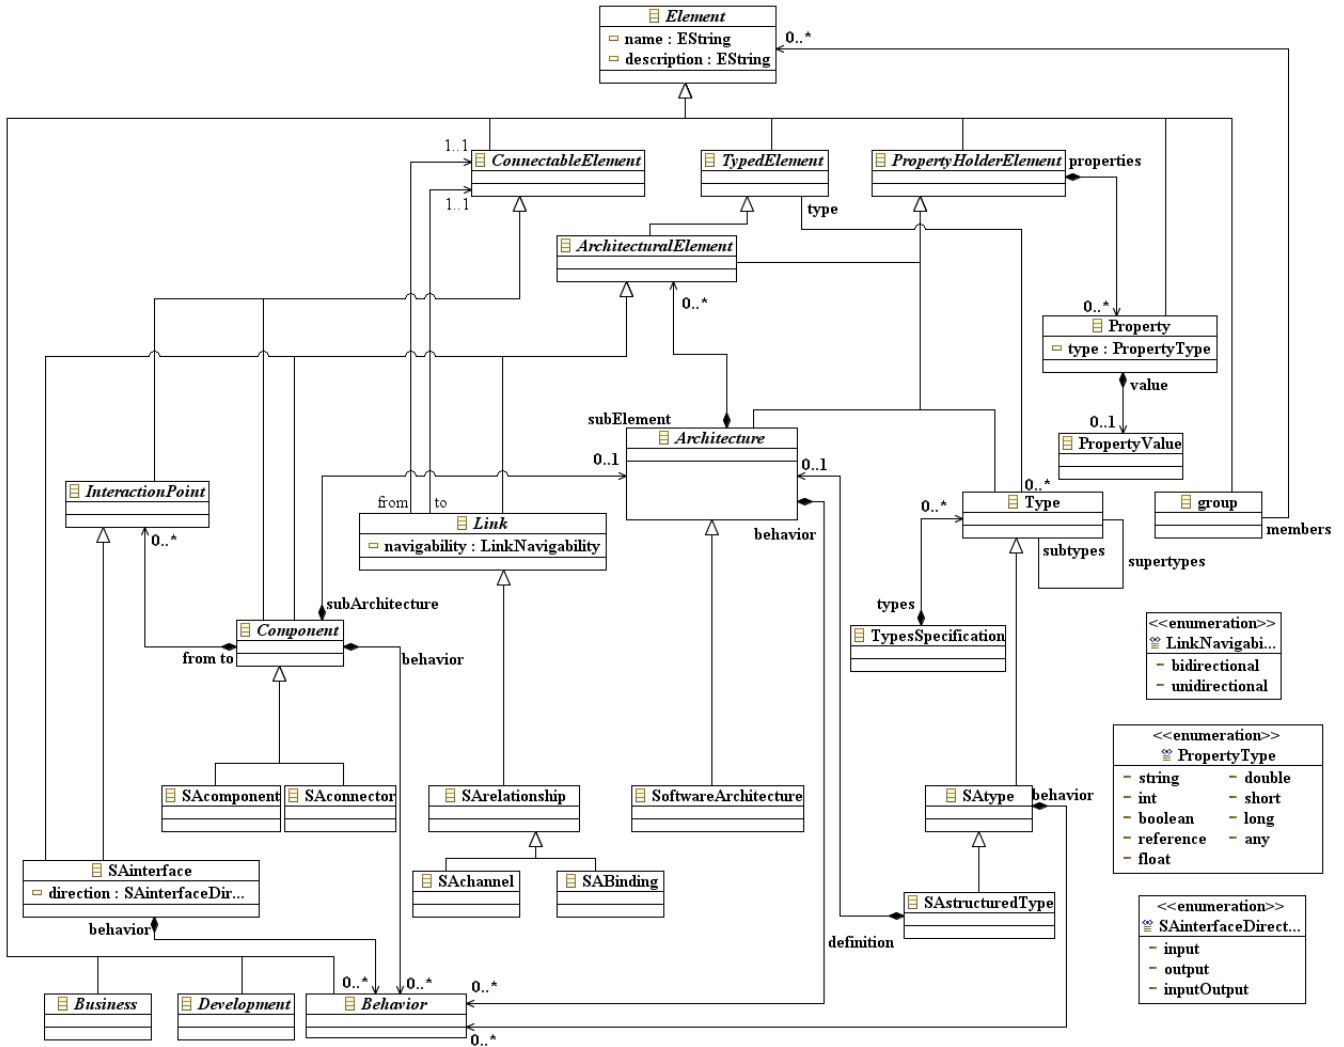 Element
name : EString
0..*
description : EString
1..1
ConnectableElement
TypedElement
PropertyHolderElement
properties
1..1
type
ArchitecturalElement
0..*
0..*
Property
type : PropertyType
value
subElement
0..1
Architecture
PropertyValue
0..1
0..1
InteractionPoint
from
to
0..*
0..*
Type
group
Link
members
0..*
navigability : LinkNavigability
behavior
subtypes
supertypes
subArchitecture
types
<<enumeration>>
Component
TypesSpecification
LinkNavigabi...
from to
behavior
bidirectional
unidirectional
<<enumeration>>
PropertyType
string
double
SAcomponent
SAconnector
SArelationship
SoftwareArchitecture
SAtype
behavior
int
short
boolean
long
reference
any
float
SAinterface
SAchannel
SABinding
direction : SAinterfaceDir...
SAstructuredType
<<enumeration>>
SAinterfaceDirect...
behavior
definition
input
output
inputOutput
0..*
0..*
0..*
Business
Development
Behavior
0..*